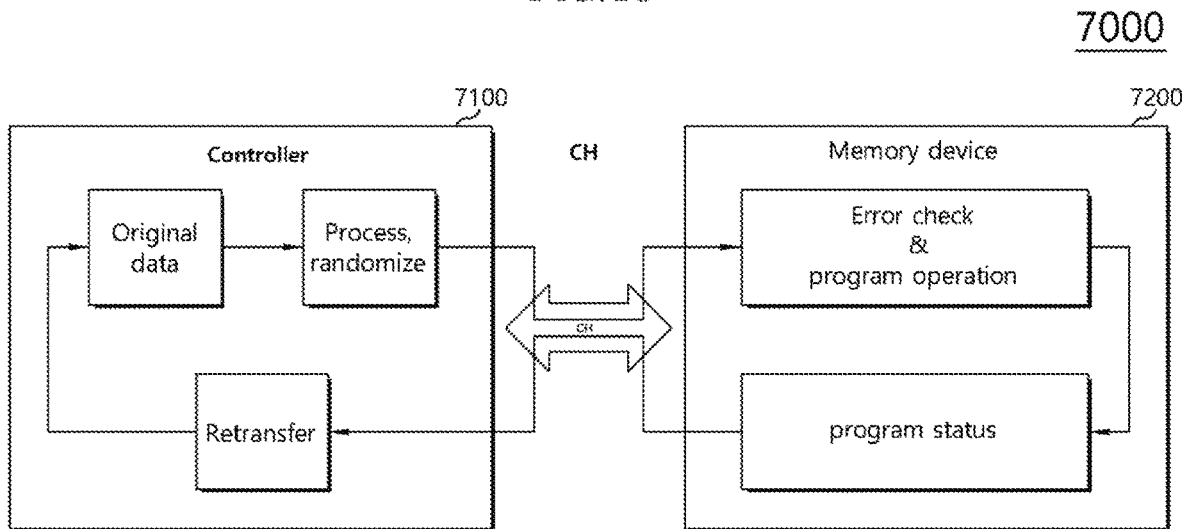 7000
7100
7200
Controller
CH
Memory device
Original
data
Process,
randomize
Error check
&
program operation
CH
Retransfer
program status